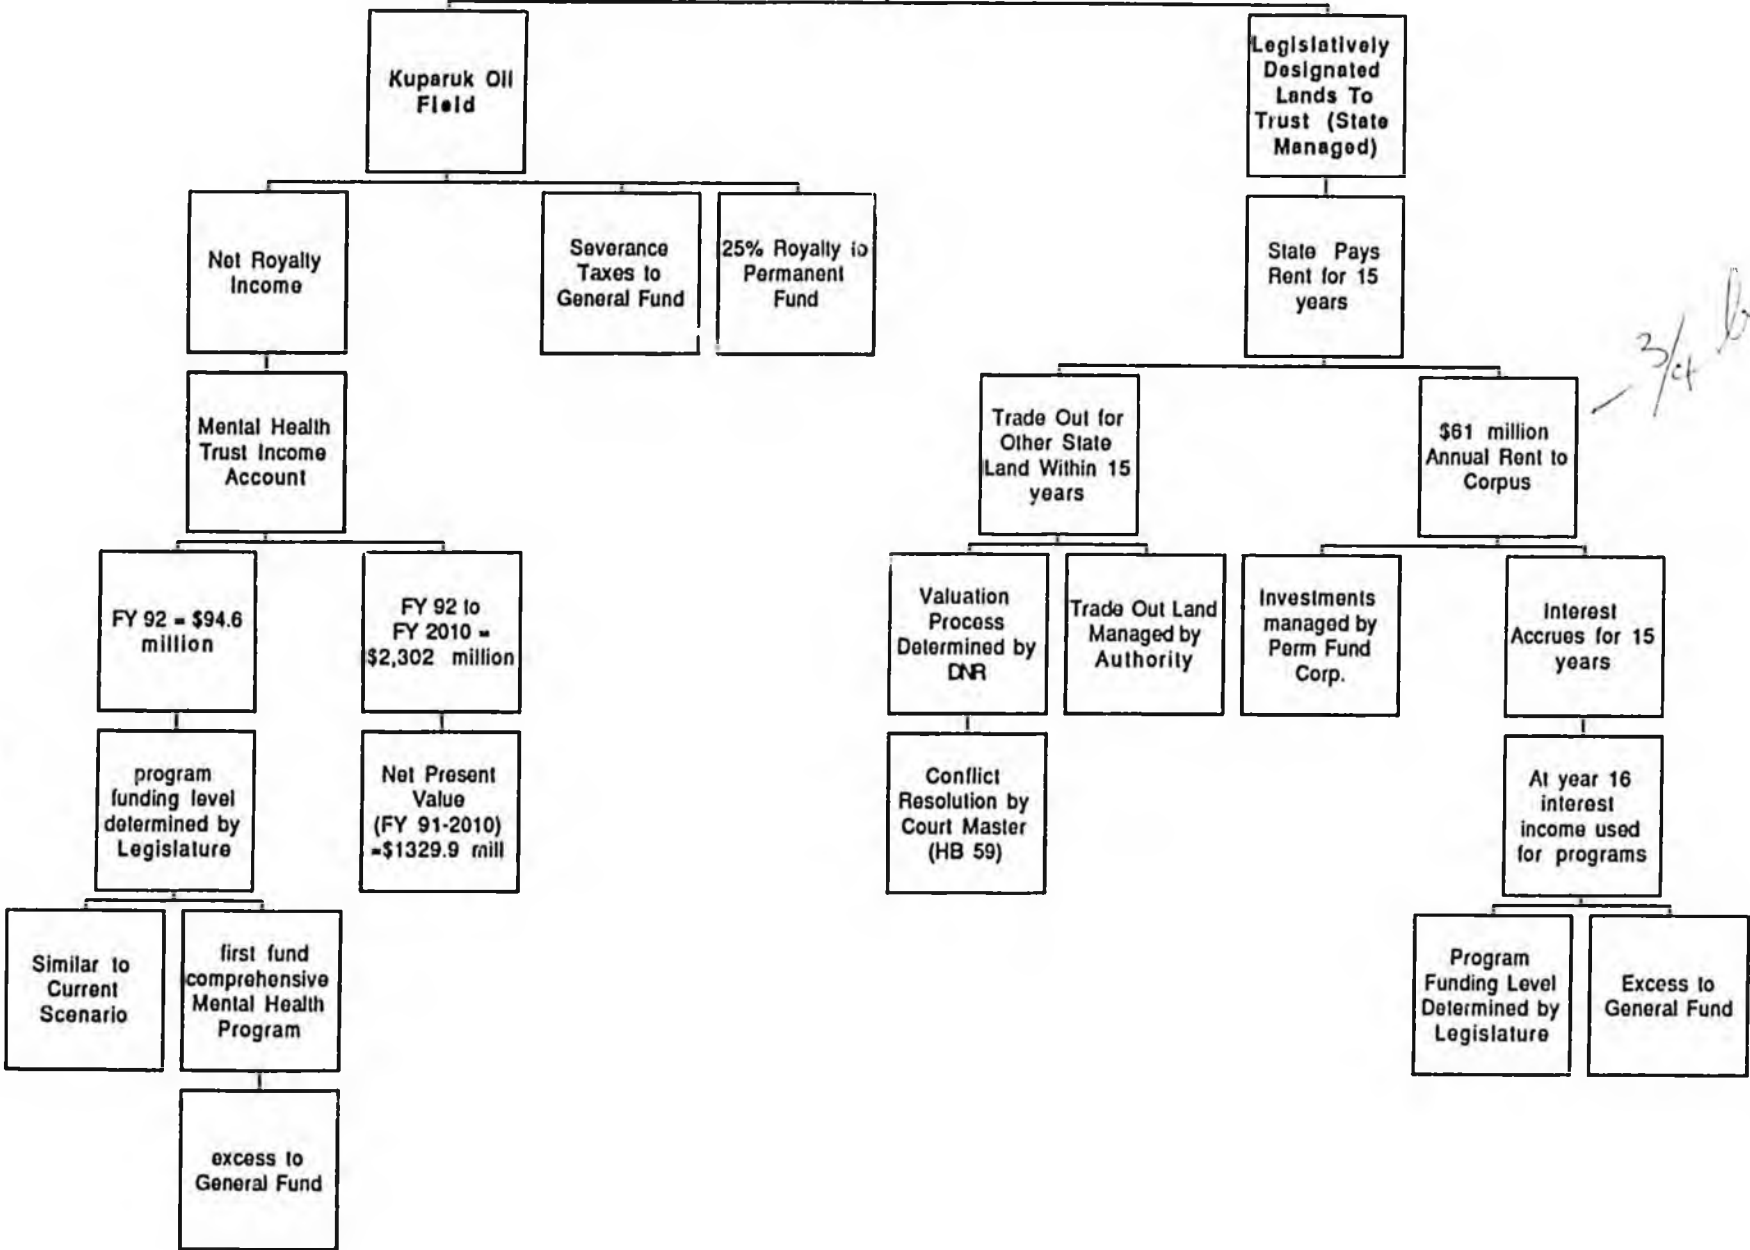 Kuparuk Oil
Field
Legislatively
Designated
Lands To
Trust (State
Managed)
Net Royalty
Income
Severance
Taxes to
General Fund
25% Royalty to
Permanent
Fund
State Pays
Rent for 15
years
3/4
Mental Health
Trust Income
Account
Trade Out for
Other State
Land Within 15
years
$61 million
Annual Rent to
Corpus
FY 92 = $94.6
million
FY 92 to
FY 2010 =
$2,302 million
Valuation
Process
Determined by
DNR
Trade Out Land
Managed by
Authority
Investments
managed by
Perm Fund
Corp.
Interest
Accrues for 15
years
program
funding level
determined by
Legislature
Net Present
Value
(FY 91-2010)
=$1329.9 mill
Conflict
Resolution by
Court Master
(HB 59)
At year 16
interest
income used
for programs
Similar to
Current
Scenario
first fund
comprehensive
Mental Health
Program
Program
Funding Level
Determined by
Legislature
Excess to
General Fund
excess to
General Fund